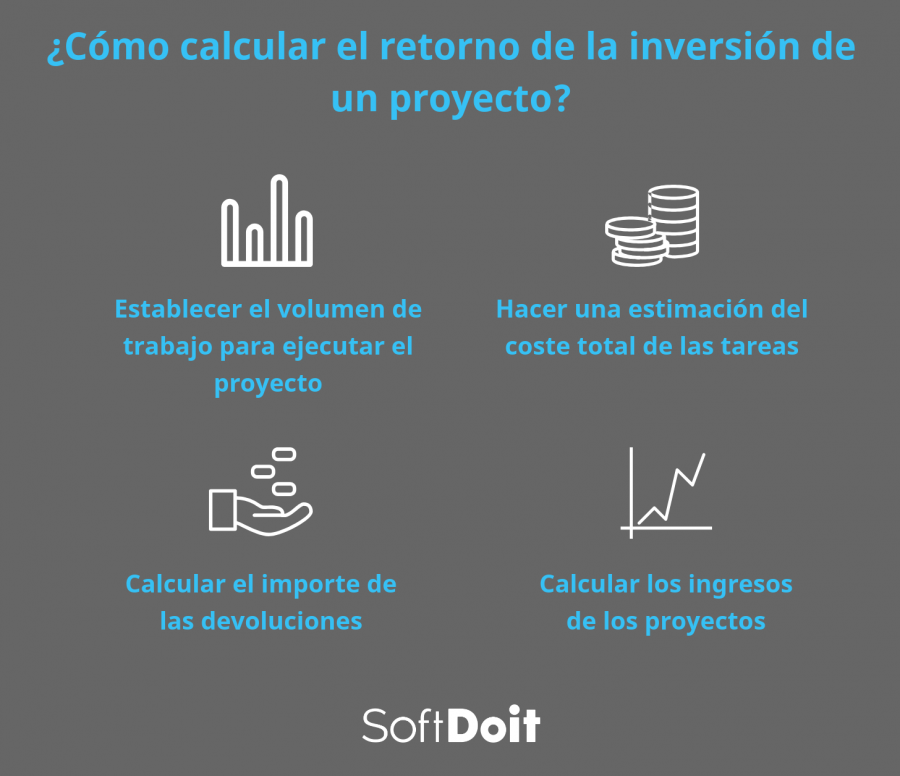 ¿Cómo calcular el retorno de la inversión de
un proyecto?
Establecer el volumen de
trabajo para ejecutar el
proyecto
Hacer una estimación del
coste total de las tareas
Calcular el importe de
las devoluciones
Calcular los ingresos
de los proyectos
SoftDoit